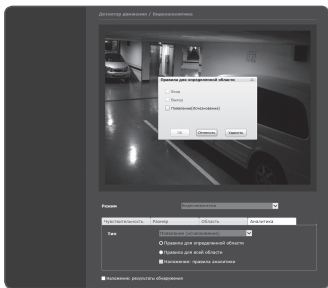 Детектор движения / Видеоаналитика
Правила для определенной области
Вход
Выход
Появление(Исчезновение)
OK
Отменить
Удалить
Режим
Видеоаналитика
Чувствительность
Размер
Область
Аналитика
Тип
Появление (исчезновение)
Правила для определенной области
Правила для всей области
Наложение: правила аналитики
Наложение: результаты обнаружения